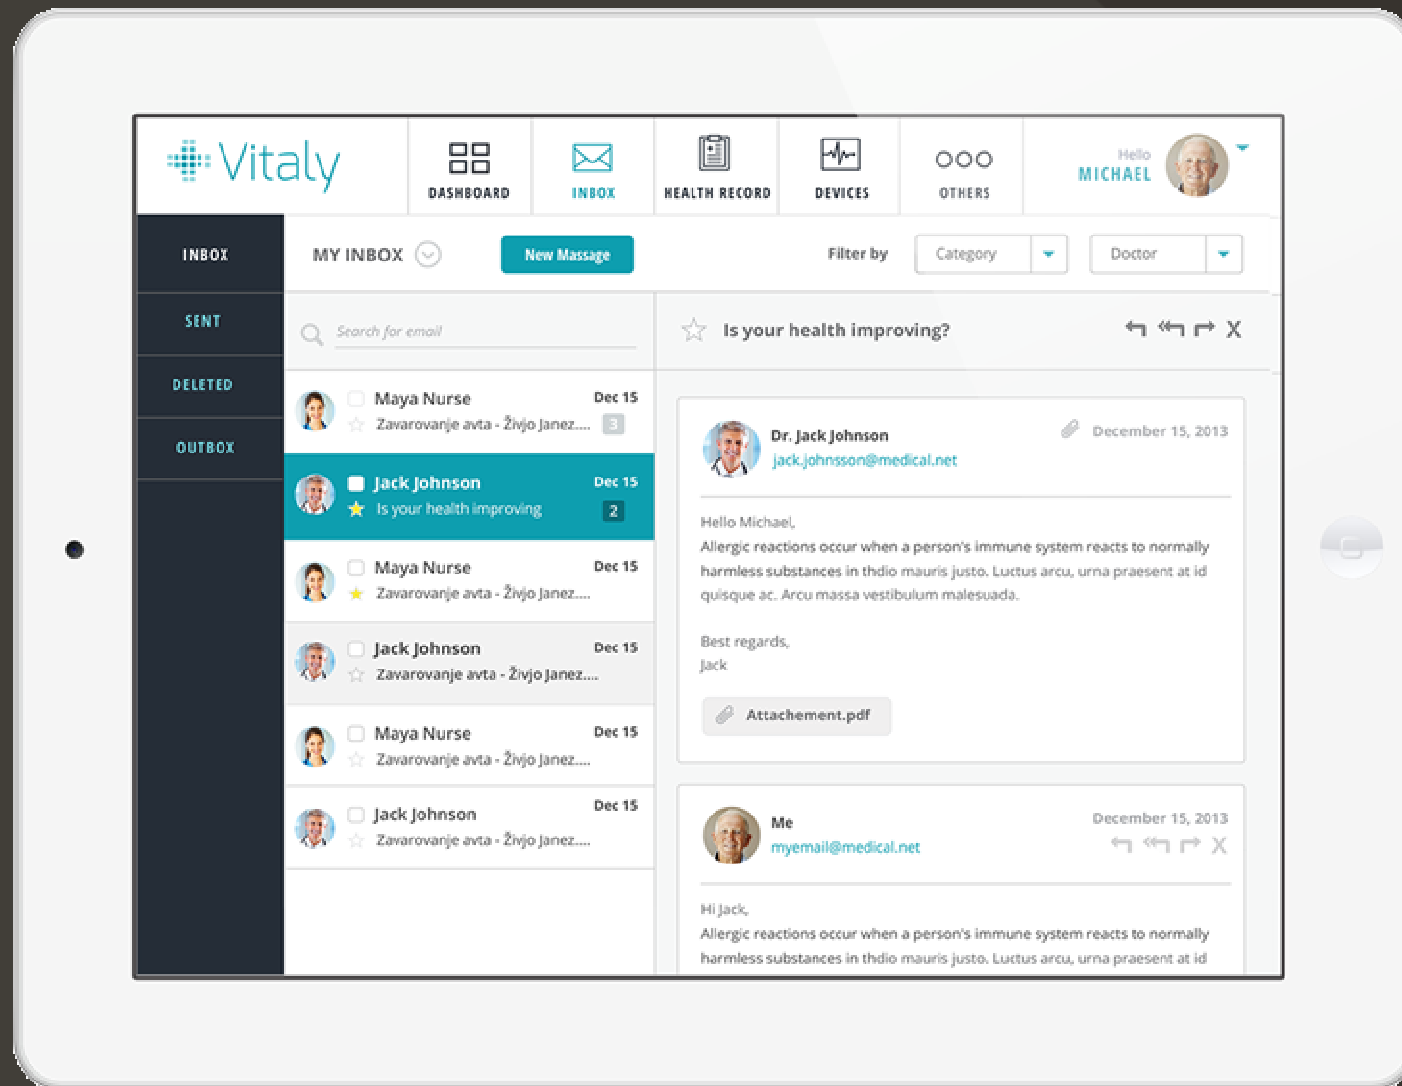 Vitaly
DASHBOARD
INBOX
HEALTH RECORD
DEVICES
OTHERS
Hello
MICHAEL
INBOX
SENT
DELETED
OUTBOX
MY INBOX
New Massage
Filter by
Category
Doctor
Search for email
Maya Nurse Dec 15
Zavarovanje avta - Živjo Janez.... 3
Jack Johnson Dec 15
Is your health improving 2
Maya Nurse Dec 15
Zavarovanje avta - Živjo Janez....
Jack Johnson Dec 15
Zavarovanje avta - Živjo Janez....
Maya Nurse Dec 15
Zavarovanje avta - Živjo Janez....
Jack Johnson Dec 15
Zavarovanje avta - Živjo Janez....
Is your health improving? X
Dr. Jack Johnson December 15, 2013
jack.johnsson@medical.net
Hello Michael,
Allergic reactions occur when a person's immune system reacts to normally
harmless substances in thdio mauris justo. Luctus arcu, urna praesent at id
quisque ac. Arcu massa vestibulum malesuada.
Best regards,
Jack
Attachement.pdf
Me December 15, 2013
myemail@medical.net X
Hi Jack,
Allergic reactions occur when a person's immune system reacts to normally
harmless substances in thdio mauris justo. Luctus arcu, urna praesent at id